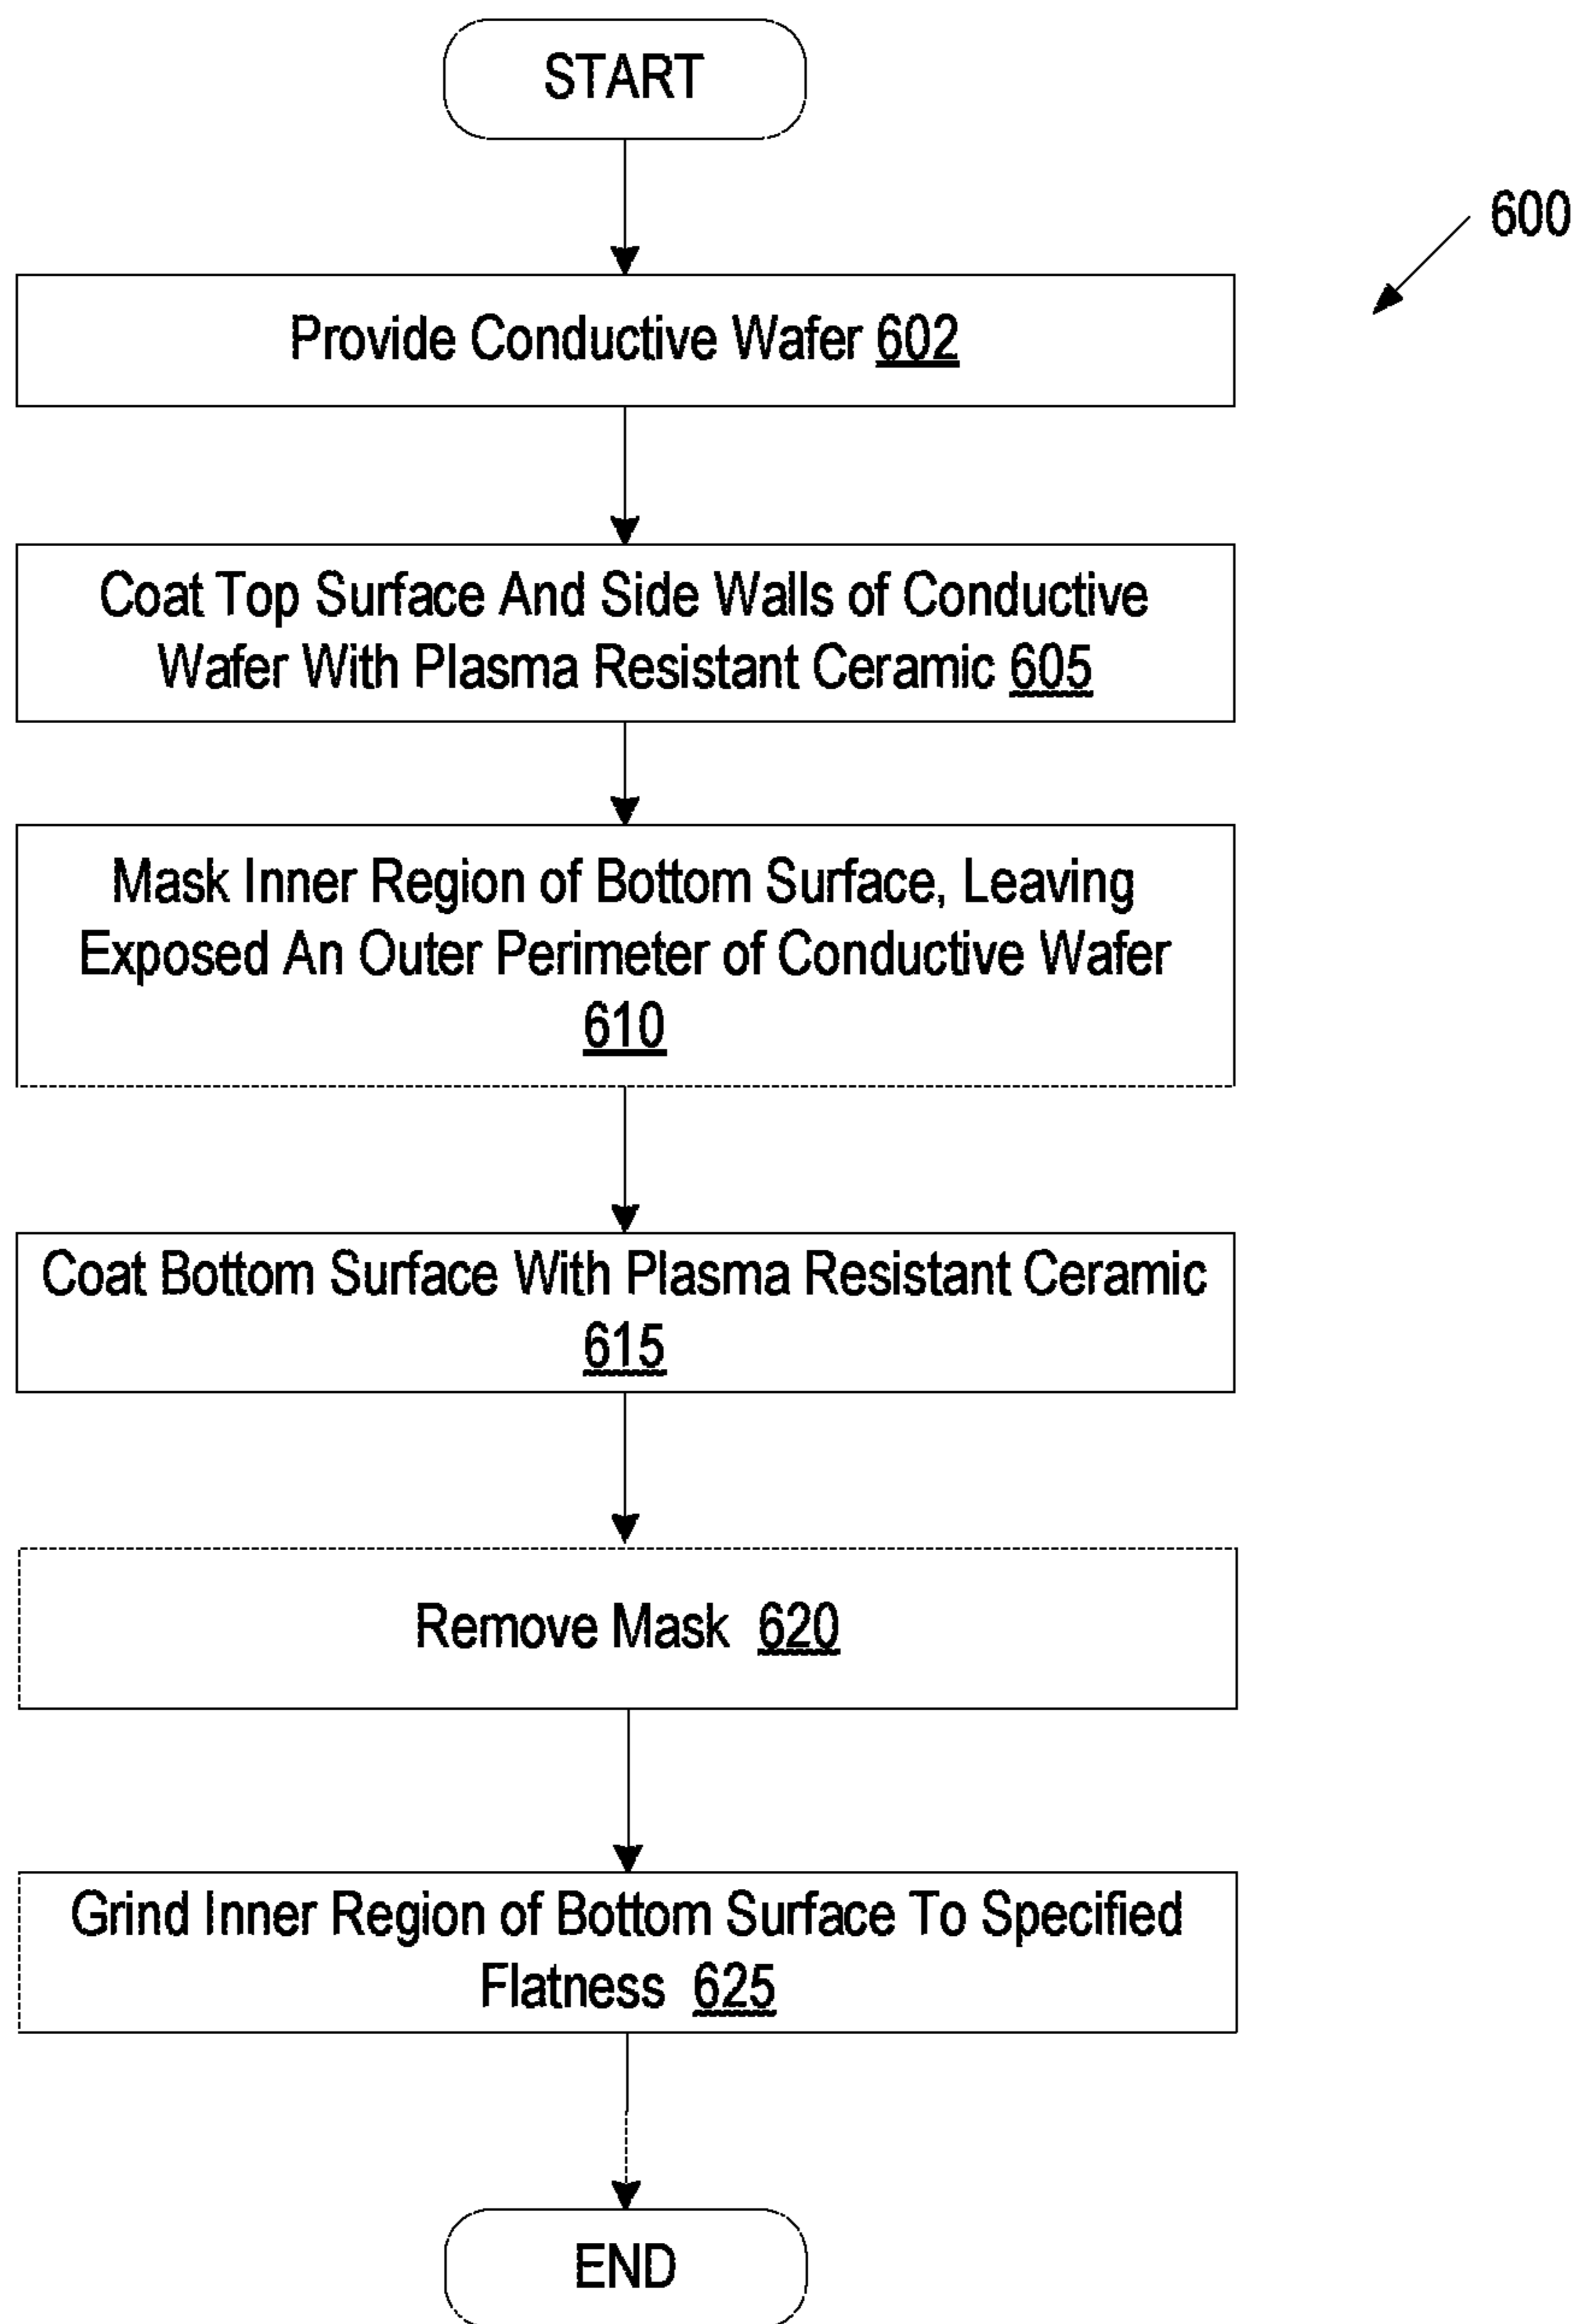 START
600
Provide Conductive Wafer 602
Coat Top Surface And Side Walls of Conductive
Wafer With Plasma Resistant Ceramic 605
Mask Inner Region of Bottom Surface, Leaving
Exposed An Outer Perimeter of Conductive Wafer
610
Coat Bottom Surface With Plasma Resistant Ceramic
615
Remove Mask 620
Grind Inner Region of Bottom Surface To Specified
Flatness 625
END